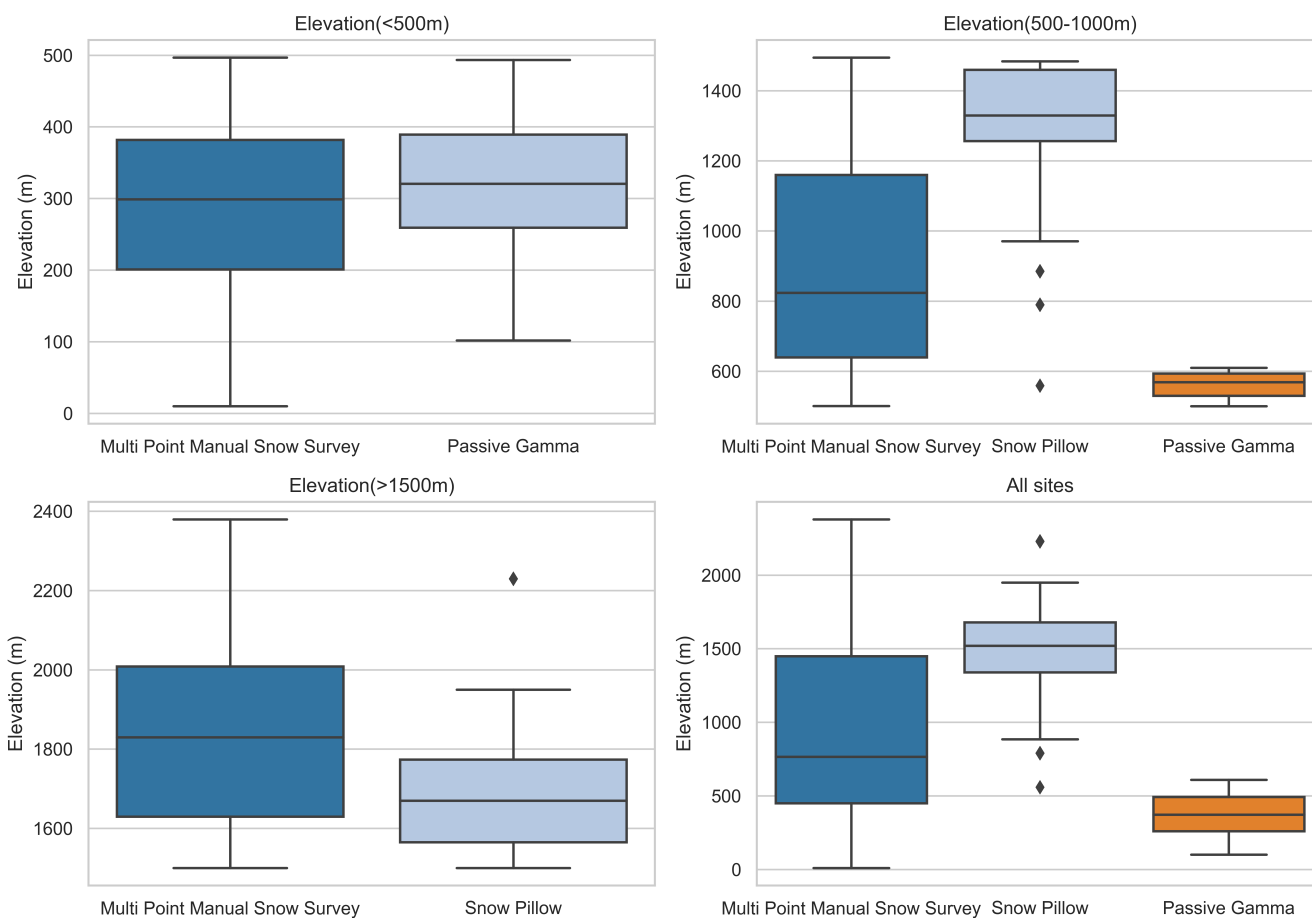 Elevation(<500m)
500
400
300
200
100
0
Elevation (m)
Multi Point Manual Snow Survey
Passive Gamma
Elevation(500-1000m)
1400
1200
1000
800
600
Elevation (m)
Multi Point Manual Snow Survey
Snow Pillow
Passive Gamma
Elevation(>1500m)
2400
2200
2000
1800
1600
Elevation (m)
Multi Point Manual Snow Survey
Snow Pillow
All sites
2000
1500
1000
500
0
Elevation (m)
Multi Point Manual Snow Survey
Snow Pillow
Passive Gamma